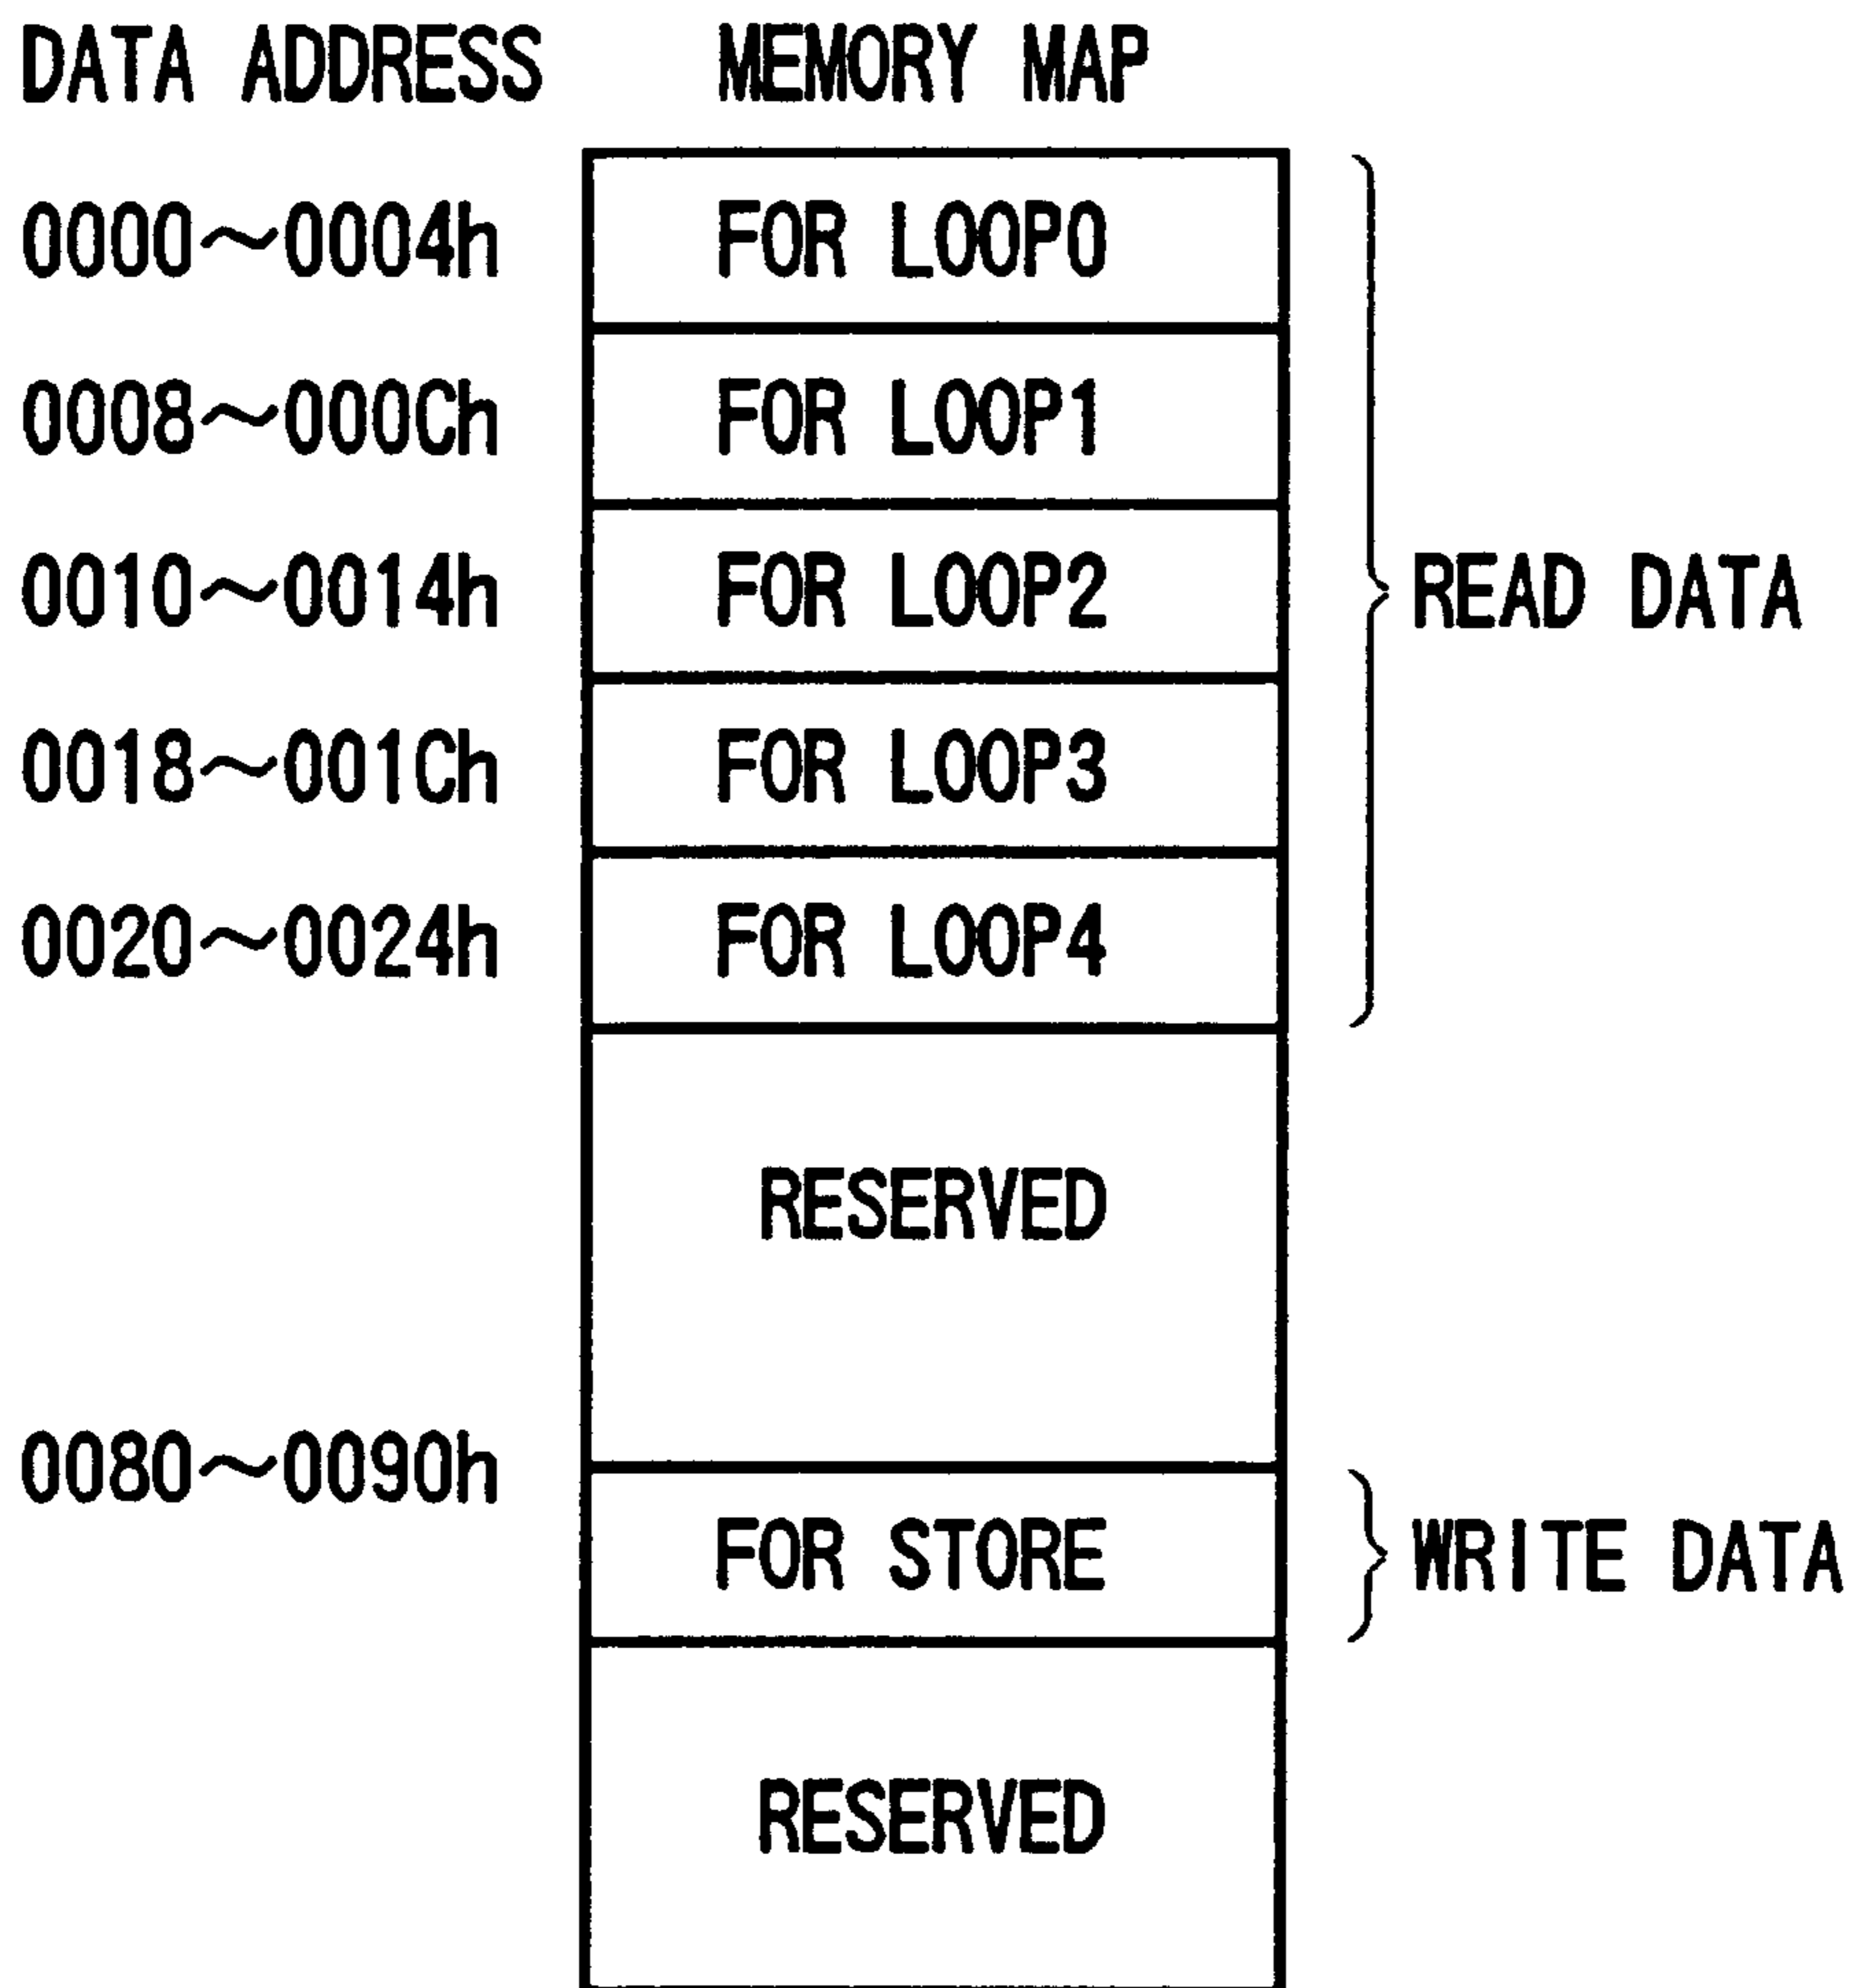 DATA ADDRESS MEMORY MAP
0000～0004h FOR LOOP0
0008～000Ch FOR LOOP1
0010～0014h FOR LOOP2 READ DATA
0018～001Ch FOR LOOP3
0020～0024h FOR LOOP4
RESERVED
0080～0090h
FOR STORE WRITE DATA
RESERVED